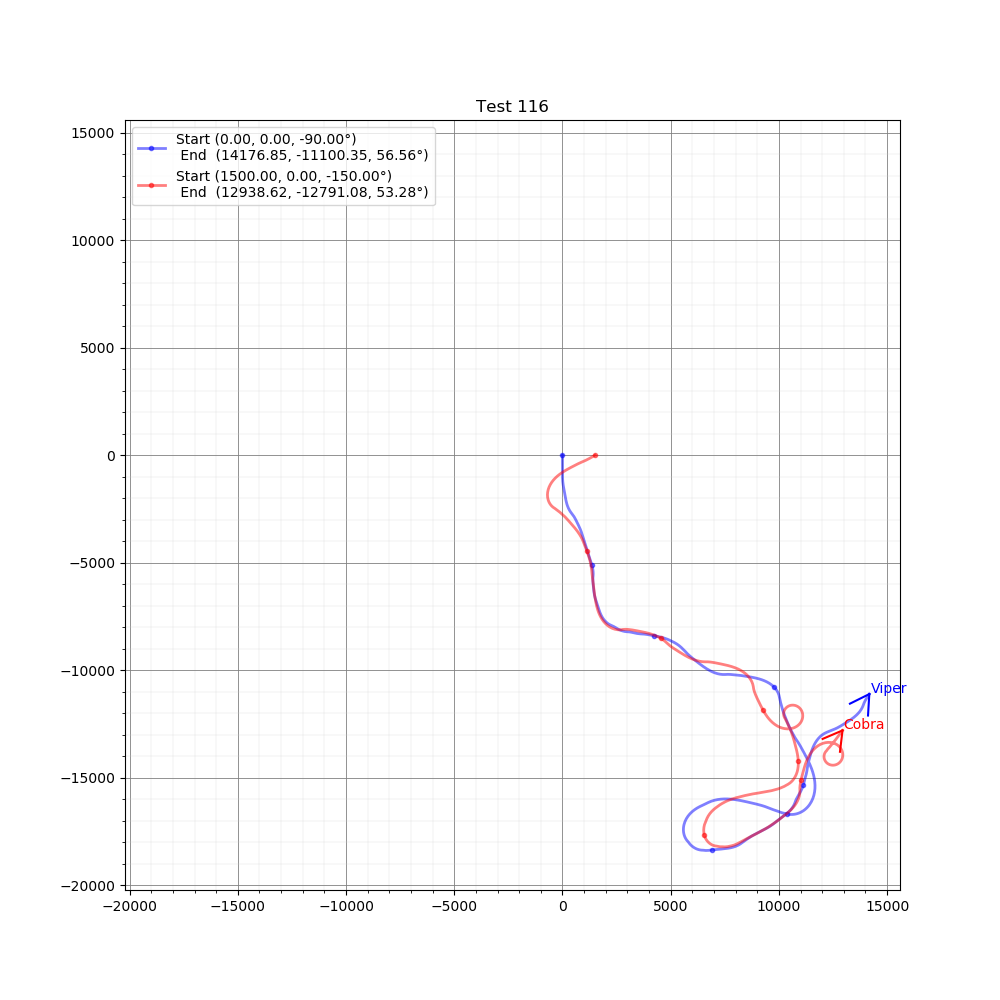 Test 116
Start (0.00, 0.00, -90.00°)
End  (14176.85, -11100.35, 56.56°)
Start (1500.00, 0.00, -150.00°)
End  (12938.62, -12791.08, 53.28°)
15000
10000
5000
0
−5000
−10000
−15000
−20000
Viper
Cobra
−20000 −15000 −10000 −5000 0 5000 10000 15000